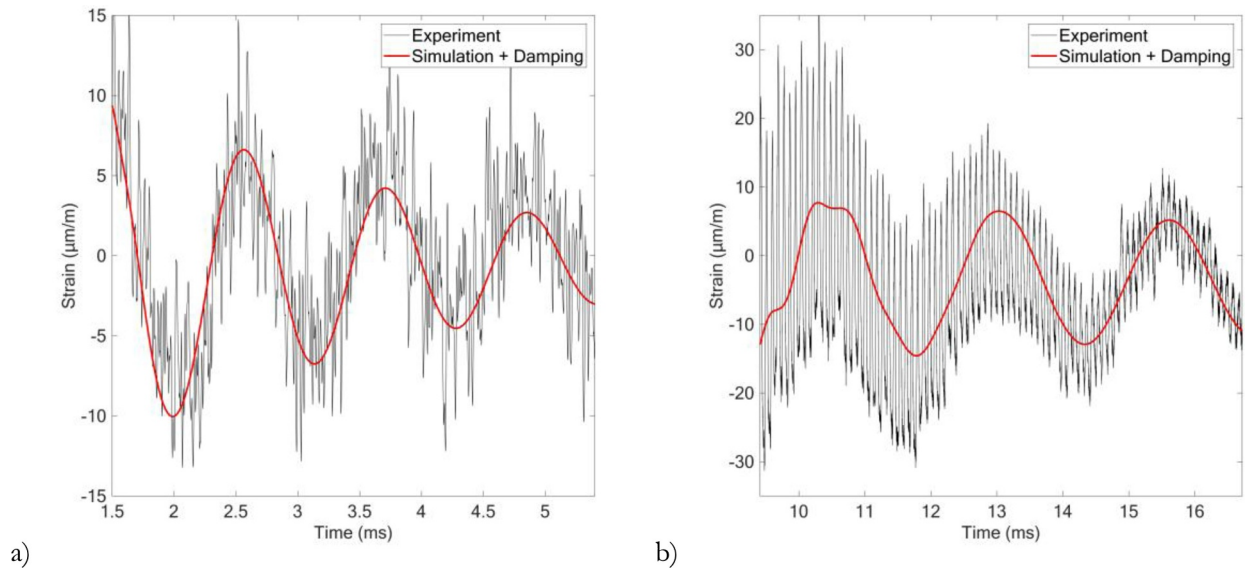 15
10
5
0
-5
-10
-15
Strain (µm/m)
1.5
2
2.5
3
3.5
4
4.5
5
Time (ms)
Experiment
Simulation + Damping
a)
30
20
10
0
-10
-20
-30
Strain (µm/m)
10
11
12
13
14
15
16
Time (ms)
Experiment
Simulation + Damping
b)